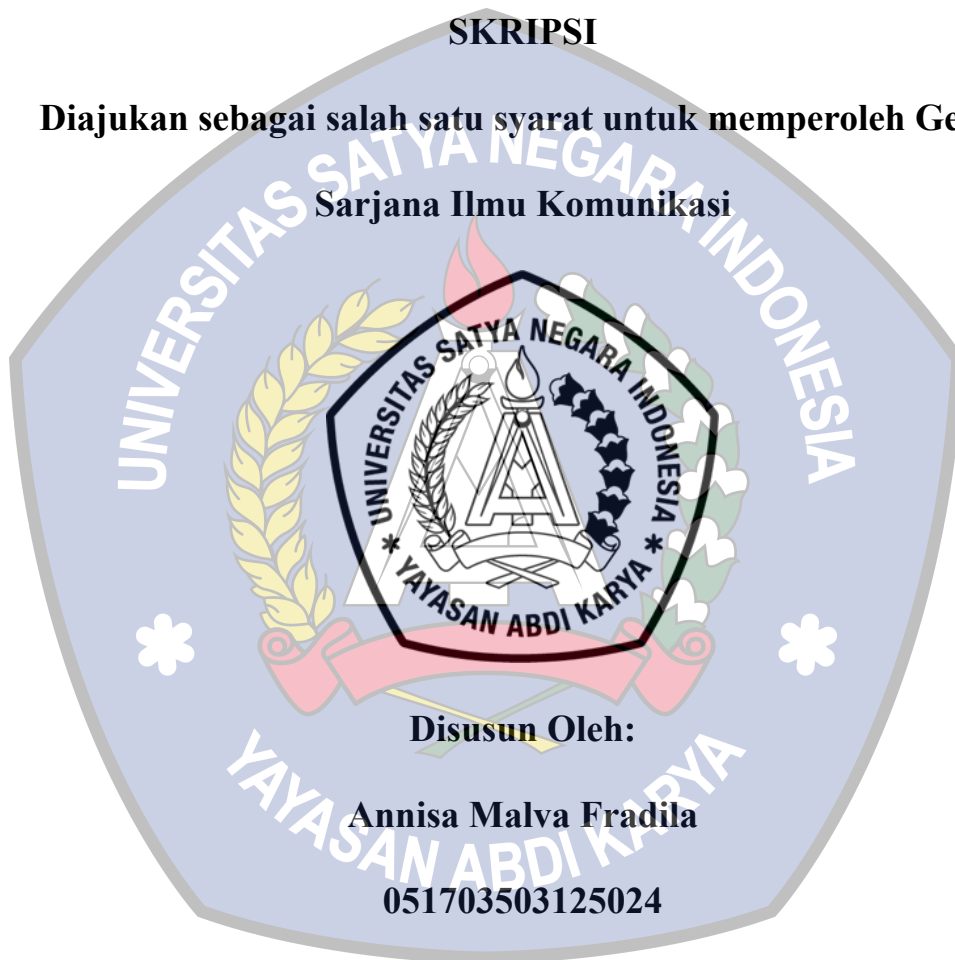 SKRIPSI
Diajukan sebagai salah satu syarat untuk memperoleh Ge
UNIVERSITAS SATYA NEGARA INDONESIA
Sarjana Ilmu Komunikasi
UNIVERSITAS SATYA NEGARA INDONESIA
* YAYASAN ABDI KARYA *
Disusun Oleh:
* YAYASAN ABDI KARYA *
Annisa Malva Fradila
051703503125024